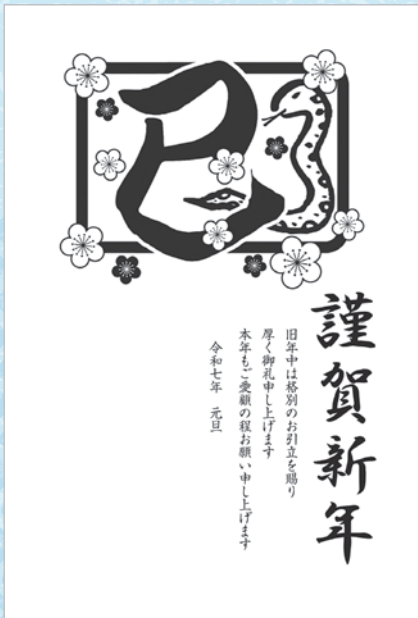 巳
謹賀新年
旧年中は格別のお引立を賜り
厚く御礼申し上げます
本年もご愛顧の程お願い申し上げます
令和七年　元旦